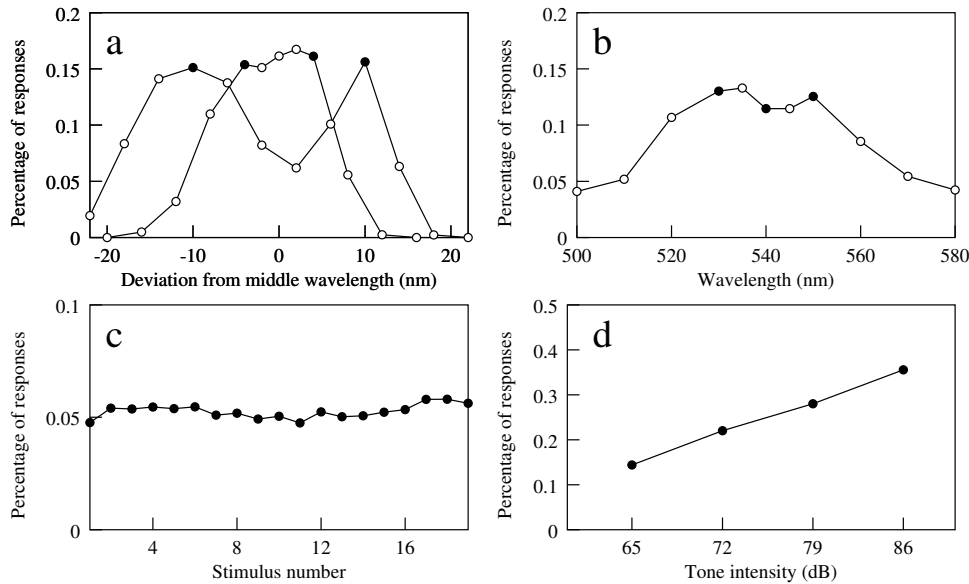 a
Percentage of responses
0.2
0.15
0.1
0.05
0
-20 -10 0 10 20
Deviation from middle wavelength (nm)
b
Percentage of responses
0.2
0.15
0.1
0.05
0
500 520 540 560 580
Wavelength (nm)
c
Percentage of responses
0.1
0.05
0
4 8 12 16
Stimulus number
d
Percentage of responses
0.5
0.4
0.3
0.2
0.1
0
65 72 79 86
Tone intensity (dB)